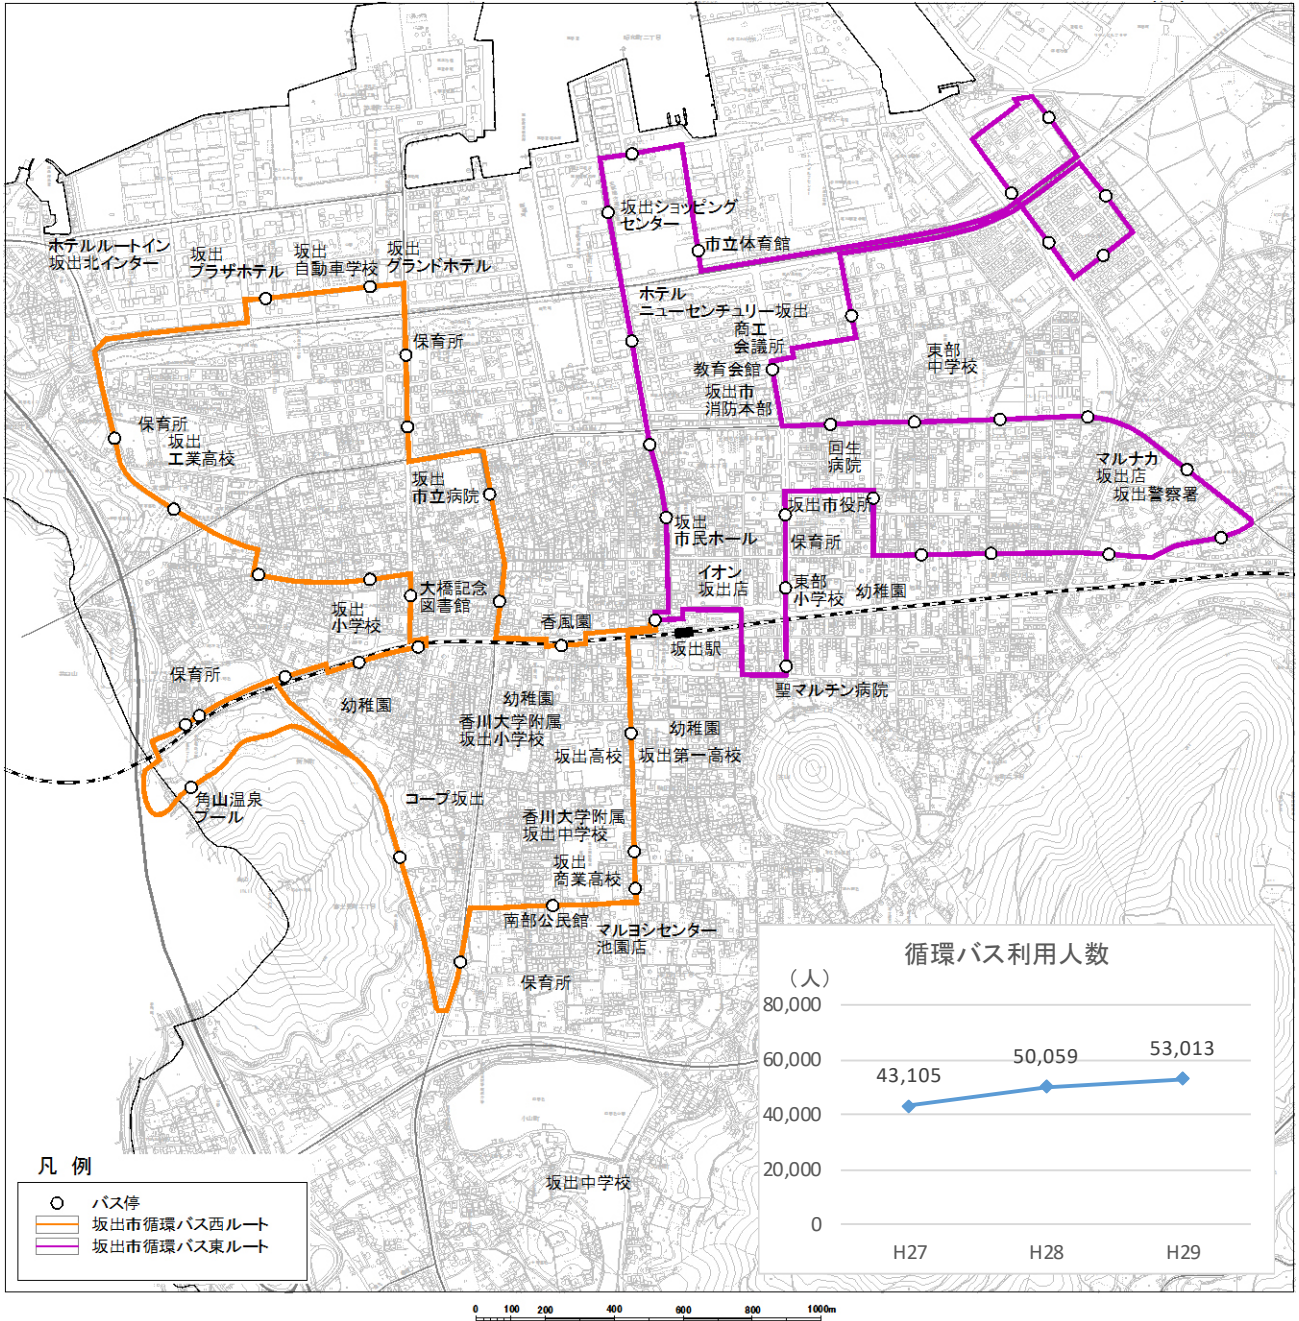 坂出ショッピング
センター
市立体育館
ホテルルートイン
坂出北インター
坂出
プラザホテル
坂出
自動車学校
坂出
グランドホテル
保育所
ホテル
ニューセンチュリー坂出
商工
会議所
教育会館
坂出市
消防本部
東部
中学校
保育所
坂出
工業高校
坂出
市立病院
回生
病院
マルナカ
坂出店
坂出警察署
坂出市役所
坂出
市民ホール
保育所
イオン
坂出店
東部
小学校
幼稚園
大橋記念
図書館
坂出
小学校
香風園
坂出駅
聖マルチン病院
保育所
幼稚園
幼稚園
香川大学附属
坂出小学校
幼稚園
坂出高校
坂出第一高校
角山温泉
プール
コープ坂出
香川大学附属
坂出中学校
坂出
商業高校
南部公民館
マルヨシセンター
池園店
保育所
坂出中学校
循環バス利用人数
（人）
80,000
60,000
40,000
20,000
0
43,105
50,059
53,013
H27
H28
H29
凡 例
バス停
坂出市循環バス西ルート
坂出市循環バス東ルート
0 100 200 400 600 800 1000m